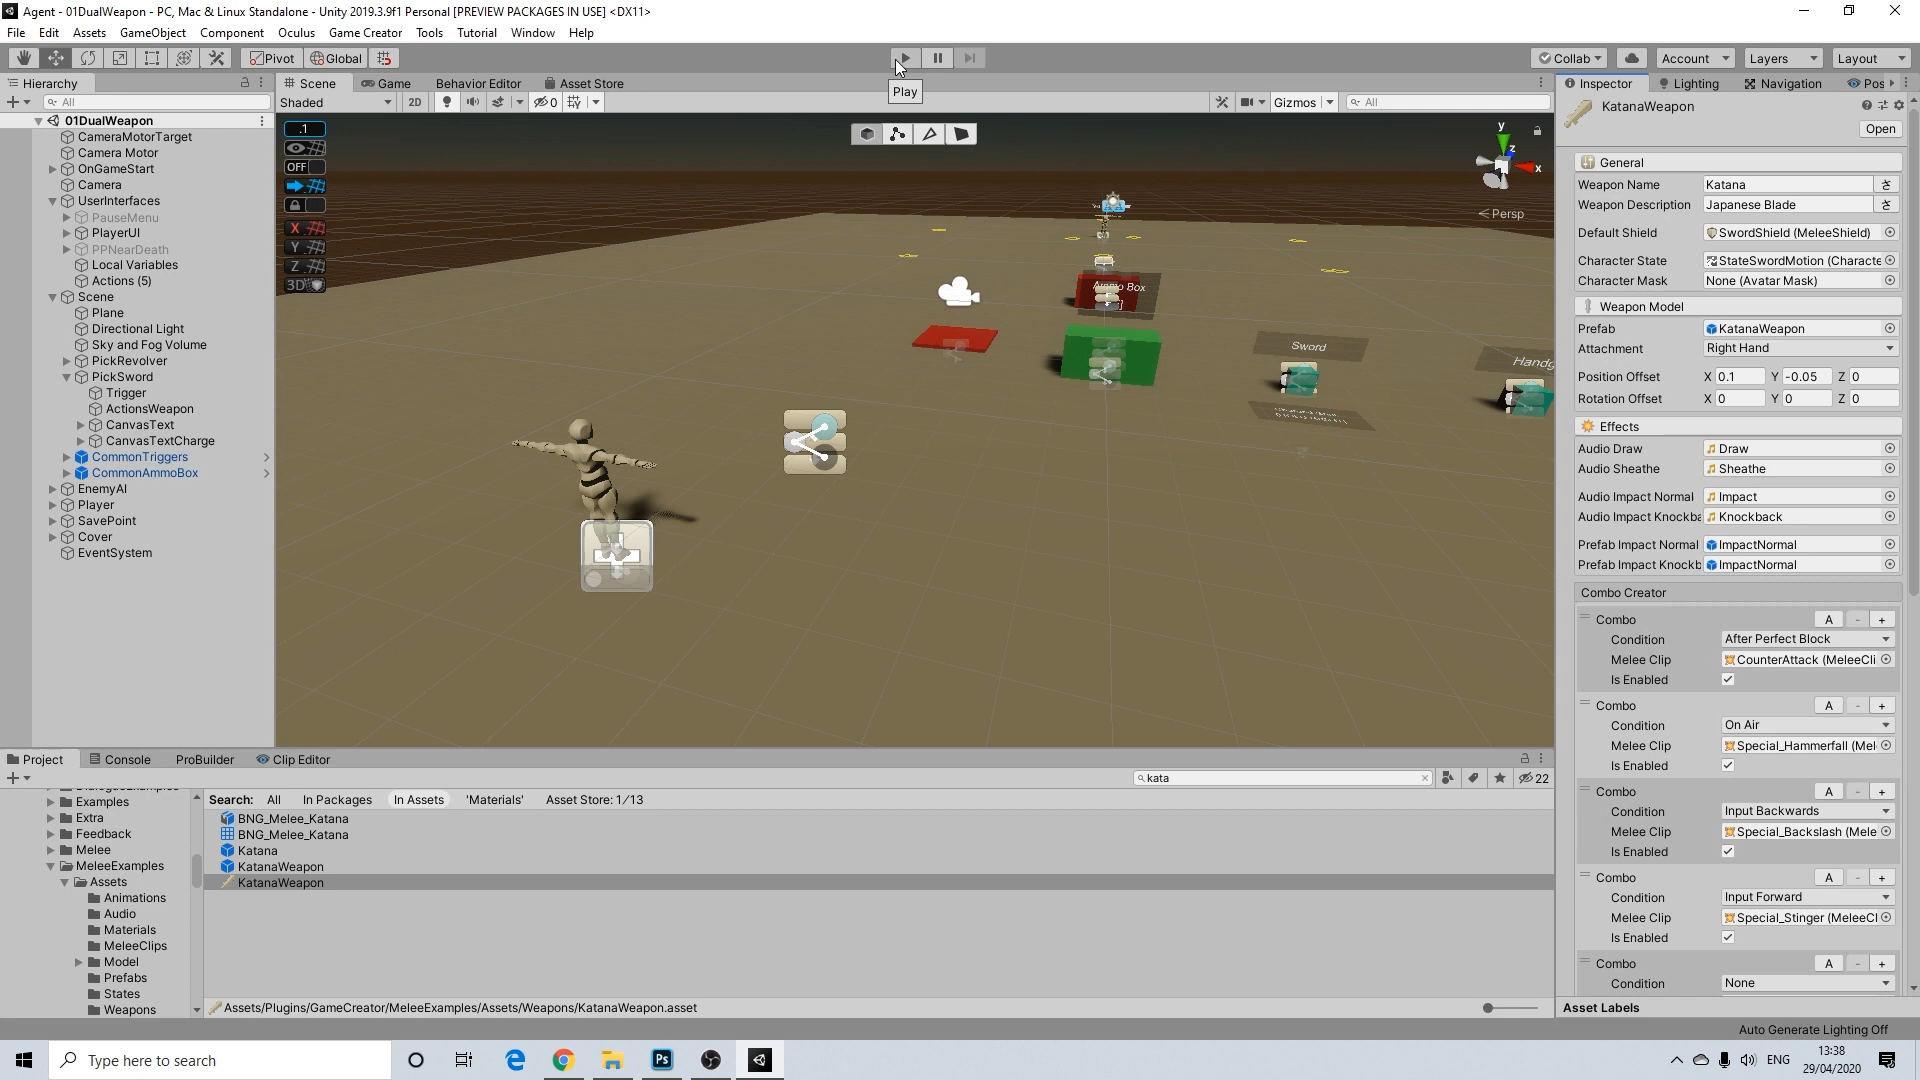 Agent - 01DualWeapon - PC, Mac & Linux Standalone - Unity 2019.3.9f1 Personal [PREVIEW PACKAGES IN USE] <DX11>
File Edit Assets GameObject Component Oculus Game Creator Tools Tutorial Window Help
Pivot Global Collab Account Layers Layout
Play
Hierarchy
All
01DualWeapon
CameraMotorTarget
Camera Motor
OnGameStart
Camera
UserInterfaces
PauseMenu
PlayerUI
PPNearDeath
Local Variables
Actions (5)
Scene
Plane
Directional Light
Sky and Fog Volume
PickRevolver
PickSword
Trigger
ActionsWeapon
CanvasText
CanvasTextCharge
CommonTriggers
CommonAmmoBox
EnemyAI
Player
SavePoint
Cover
EventSystem
Scene Game Behavior Editor Asset Store
Shaded 2D 0 Gizmos All
.1
OFF
X
Y
Z
3D
y
z
x
Persp
Ammo Box
Sword
Handg
Inspector Lighting Navigation Pos
KatanaWeapon
Open
General
Weapon Name Katana
Weapon Description Japanese Blade
Default Shield SwordShield (MeleeShield)
Character State StateSwordMotion (Characte
Character Mask None (Avatar Mask)
Weapon Model
Prefab KatanaWeapon
Attachment Right Hand
Position Offset X 0.1 Y -0.05 Z 0
Rotation Offset X 0 Y 0 Z 0
Effects
Audio Draw Draw
Audio Sheathe Sheathe
Audio Impact Normal Impact
Audio Impact Knockba Knockback
Prefab Impact Normal ImpactNormal
Prefab Impact Knockb ImpactNormal
Combo Creator
Combo A - +
Condition After Perfect Block
Melee Clip CounterAttack (MeleeCli
Is Enabled
Combo A - +
Condition On Air
Melee Clip Special_Hammerfall (Mel
Is Enabled
Combo A - +
Condition Input Backwards
Melee Clip Special_Backslash (Mele
Is Enabled
Combo A - +
Condition Input Forward
Melee Clip Special_Stinger (MeleeCl
Is Enabled
Combo A - +
Condition None
Asset Labels
Auto Generate Lighting Off
Project Console ProBuilder Clip Editor
kata
22
Examples
Extra
Feedback
Melee
MeleeExamples
Assets
Animations
Audio
Materials
MeleeClips
Model
Prefabs
States
Weapons
Search: All In Packages In Assets 'Materials' Asset Store: 1/13
BNG_Melee_Katana
BNG_Melee_Katana
Katana
KatanaWeapon
KatanaWeapon
Assets/Plugins/GameCreator/MeleeExamples/Assets/Weapons/KatanaWeapon.asset
Type here to search
Ps
ENG
13:38
29/04/2020